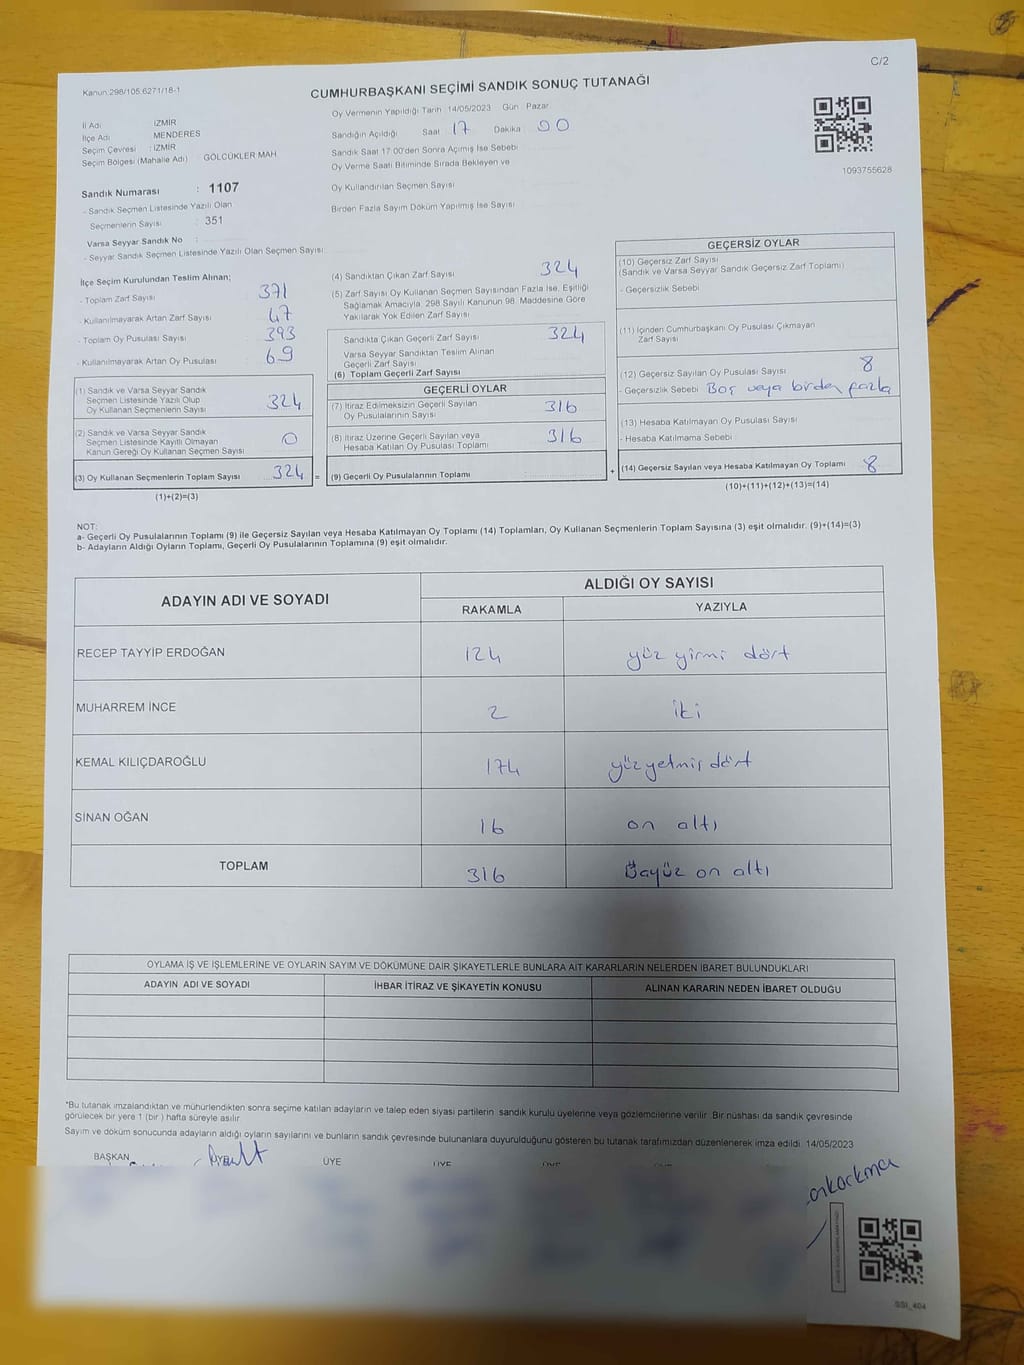 C/2
Kanun:298/105 6271/18-1
CUMHURBAŞKANI SEÇİMİ SANDIK SONUÇ TUTANAĞI
İl Adı : İZMİR
İlçe Adı : MENDERES
Seçim Çevresi : İZMİR
Seçim Bölgesi (Mahalle Adı) : GÖLCÜKLER MAH
Sandık Numarası : 1107
- Sandık Seçmen Listesinde Yazılı Olan
Seçmenlerin Sayısı : 351
Varsa Seyyar Sandık No :
- Seyyar Sandık Seçmen Listesinde Yazılı Olan Seçmen Sayısı:
Oy Vermenin Yapıldığı Tarih 14/05/2023 Gün Pazar
Sandığın Açıldığı Saat 17 Dakika 00
Sandık Saat 17:00'den Sonra Açımış İse Sebebi
Oy Verme Saati Bitiminde Sırada Bekleyen ve
Oy Kullandırılan Seçmen Sayısı
Birden Fazla Sayım Döküm Yapılmış İse Sayısı
1093755628
İlçe Seçim Kurulundan Teslim Alınan;
- Toplam Zarf Sayısı 371
- Kullanılmayarak Artan Zarf Sayısı 47
- Toplam Oy Pusulası Sayısı 393
- Kullanılmayarak Artan Oy Pusulası 69
(1) Sandık ve Varsa Seyyar Sandık
Seçmen Listesinde Yazılı Olup
Oy Kullanan Seçmenlerin Sayısı 324
(2) Sandık ve Varsa Seyyar Sandık
Seçmen Listesinde Kayıtlı Olmayan
Kanun Gereği Oy Kullanan Seçmen Sayısı 0
(3) Oy Kullanan Seçmenlerin Toplam Sayısı 324 =
(1)+(2)=(3)
(4) Sandıktan Çıkan Zarf Sayısı 324
(5) Zarf Sayısı Oy Kullanan Seçmen Sayısından Fazla İse, Eşitliği
Sağlamak Amacıyla, 298 Sayılı Kanunun 98. Maddesine Göre
Yakılarak Yok Edilen Zarf Sayısı
Sandıkta Çıkan Geçerli Zarf Sayısı 324
Varsa Seyyar Sandıktan Teslim Alınan
Geçerli Zarf Sayısı
(6) Toplam Geçerli Zarf Sayısı
GEÇERLİ OYLAR
(7) İtiraz Edilmeksizin Geçerli Sayılan
Oy Pusulalarının Sayısı 316
(8) İtiraz Üzerine Geçerli Sayılan veya
Hesaba Katılan Oy Pusulası Toplamı 316
(9) Geçerli Oy Pusulalarının Toplamı +
GEÇERSİZ OYLAR
(10) Geçersiz Zarf Sayısı
(Sandık ve Varsa Seyyar Sandık Geçersiz Zarf Toplamı)
- Geçersizlik Sebebi
(11) İçinden Cumhurbaşkanı Oy Pusulası Çıkmayan
Zarf Sayısı
(12) Geçersiz Sayılan Oy Pusulası Sayısı 8
- Geçersizlik Sebebi Boş veya birden fazla
(13) Hesaba Katılmayan Oy Pusulası Sayısı
- Hesaba Katılmama Sebebi
(14) Geçersiz Sayılan veya Hesaba Katılmayan Oy Toplamı 8
(10)+(11)+(12)+(13)=(14)
NOT:
a- Geçerli Oy Pusulalarının Toplamı (9) ile Geçersiz Sayılan veya Hesaba Katılmayan Oy Toplamı (14) Toplamları, Oy Kullanan Seçmenlerin Toplam Sayısına (3) eşit olmalıdır. (9)+(14)=(3)
b- Adayların Aldığı Oyların Toplamı, Geçerli Oy Pusulalarının Toplamına (9) eşit olmalıdır.
ADAYIN ADI VE SOYADI ALDIĞI OY SAYISI
RAKAMLA YAZIYLA
RECEP TAYYİP ERDOĞAN 124 yüz yirmi dört
MUHARREM İNCE 2 iki
KEMAL KILIÇDAROĞLU 174 yüzyetmiş dört
SİNAN OĞAN 16 on altı
TOPLAM 316 on altı
OYLAMA İŞ VE İŞLEMLERİNE VE OYLARIN SAYIM VE DÖKÜMÜNE DAİR ŞİKAYETLERLE BUNLARA AİT KARARLARIN NELERDEN İBARET BULUNDUKLARI
ADAYIN ADI VE SOYADI İHBAR İTİRAZ VE ŞİKAYETİN KONUSU ALINAN KARARIN NEDEN İBARET OLDUĞU
*Bu tutanak imzalandıktan ve mühürlendikten sonra seçime katılan adayların ve talep eden siyasi partilerin sandık kurulu üyelerine veya gözlemcilerine verilir. Bir nüshası da sandık çevresinde
görülecek bir yere 1 (bir ) hafta süreyle asılır.
Sayım ve döküm sonucunda adayların aldığı oyların sayılarını ve bunların sandık çevresinde bulunanlara duyurulduğunu gösteren bu tutanak tarafımızdan düzenlenerek imza edildi. 14/05/2023
BAŞKAN ÜYE ÜYE
SSI_404